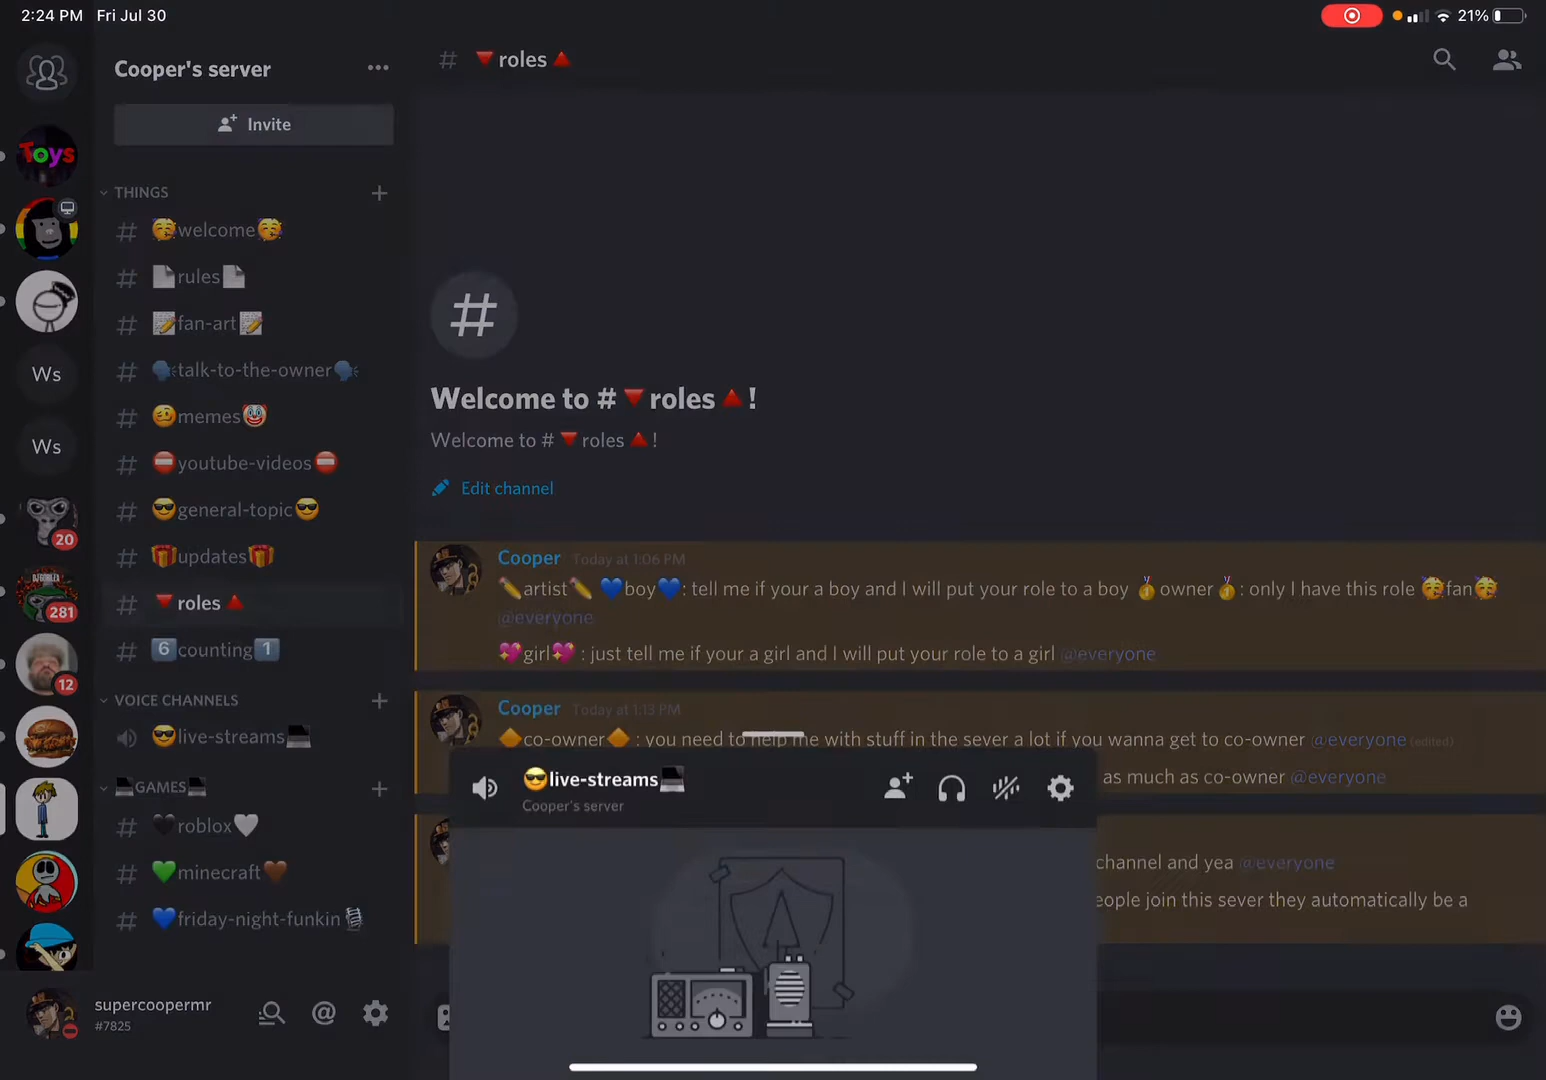 2:24 PM Fri Jul 30
21%
Cooper's server
🔻roles🔺
Invite
Toys
THINGS
🥳welcome🥳
📄rules📄
📝fan-art📝
🗣talk-to-the-owner🗣
Ws
🥴memes🤡
Ws
⛔youtube-videos⛔
😎general-topic😎
20
🎁updates🎁
281
🔻roles🔺
6️⃣counting1️⃣
12
VOICE CHANNELS
😎live-streams💻
💻GAMES💻
🖤roblox🤍
💚minecraft🤎
💙friday-night-funkin🎙
supercoopermr
#7825
Welcome to #🔻roles🔺!
Welcome to #🔻roles🔺!
Edit channel
Cooper Today at 1:06 PM
✏️artist✏️ 💙boy💙: tell me if your a boy and I will put your role to a boy 🥇owner🥇: only I have this role 🥳fan🥳
@everyone
💖girl💖 : just tell me if your a girl and I will put your role to a girl @everyone
Cooper Today at 1:13 PM
🔶co-owner🔶 : you need to help me with stuff in the sever a lot if you wanna get to co-owner @everyone (edited)
as much as co-owner @everyone
😎live-streams💻
Cooper's server
channel and yea @everyone
eople join this sever they automatically be a